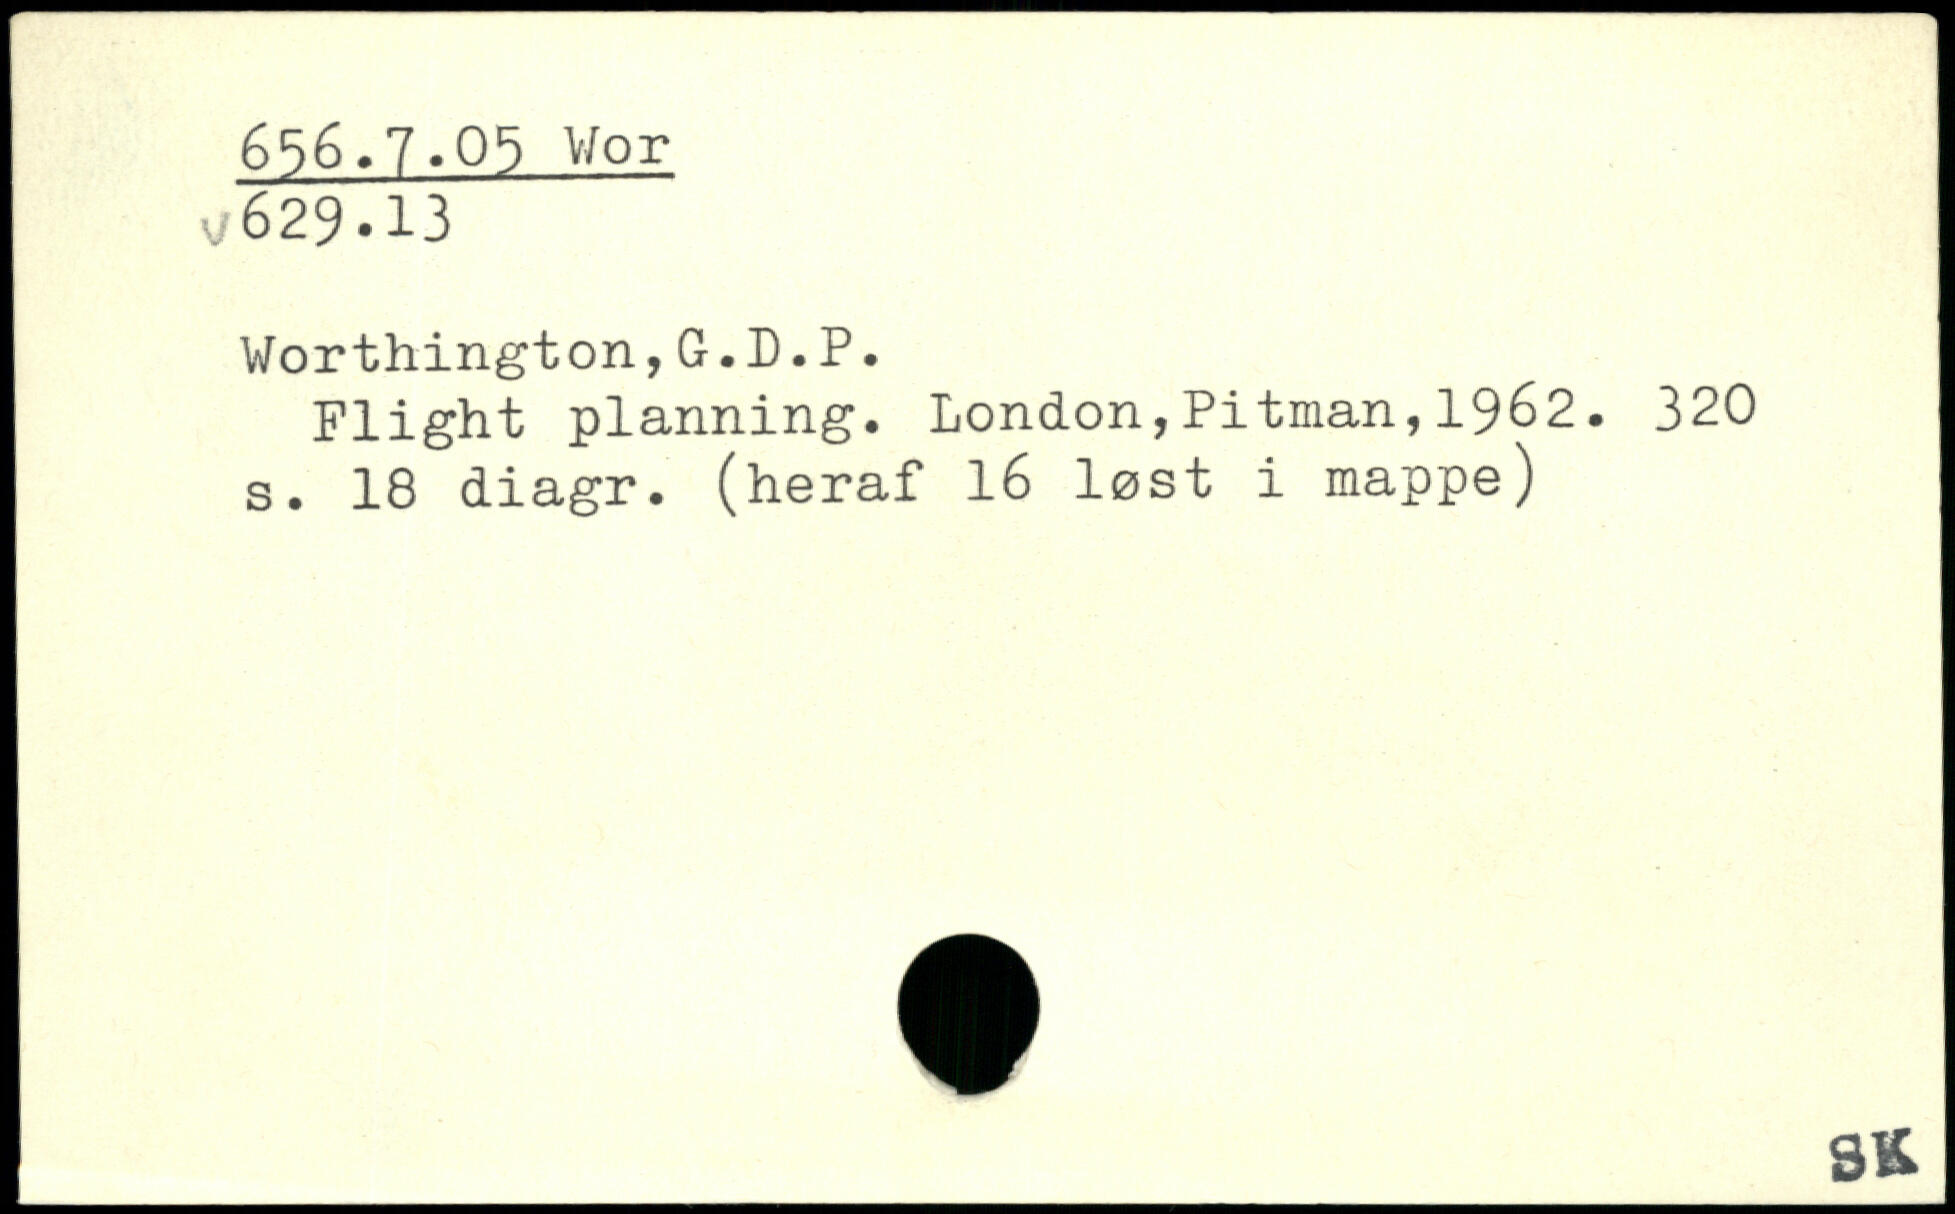 656.7.05 Wor
v 629.13
Worthington,G.D.P.
Flight planning. London,Pitman,1962. 320
s. 18 diagr. (heraf 16 løst i mappe)
SK